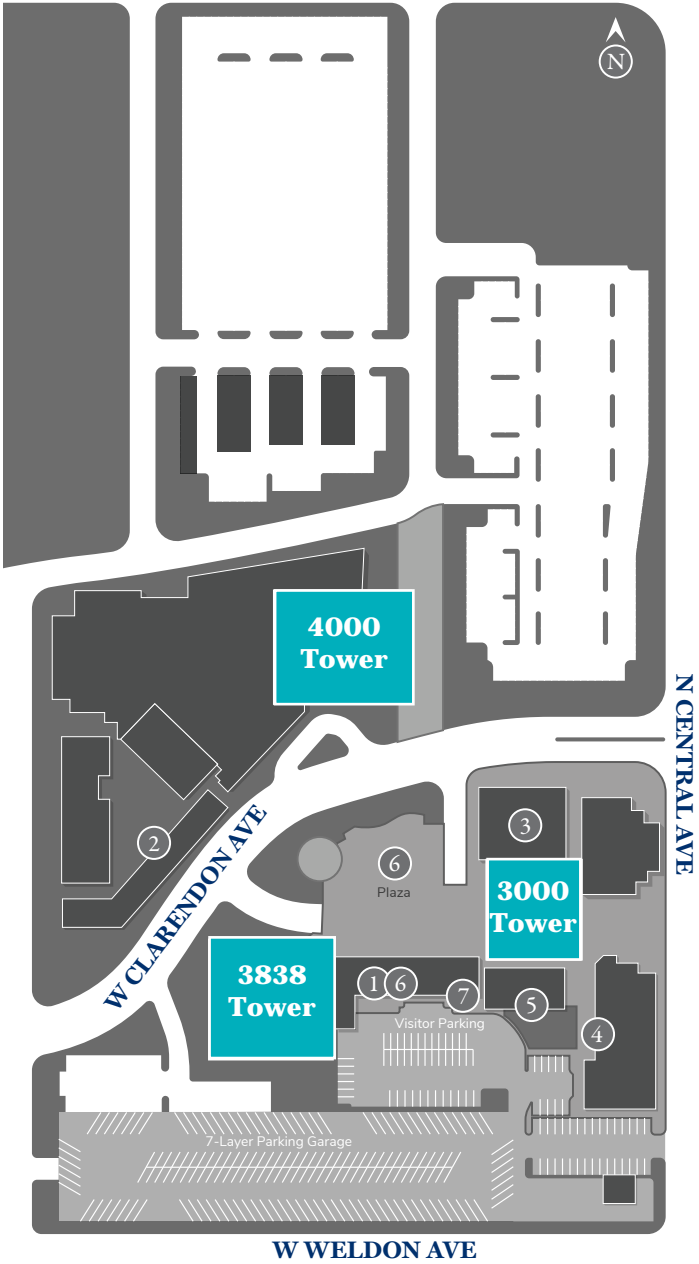 N
4000
Tower
N CENTRAL AVE
3
2
6
Plaza
W CLARENDON AVE
3000
Tower
3838
Tower
1
6
7
5
Visitor Parking
4
7-Layer Parking Garage
W WELDON AVE